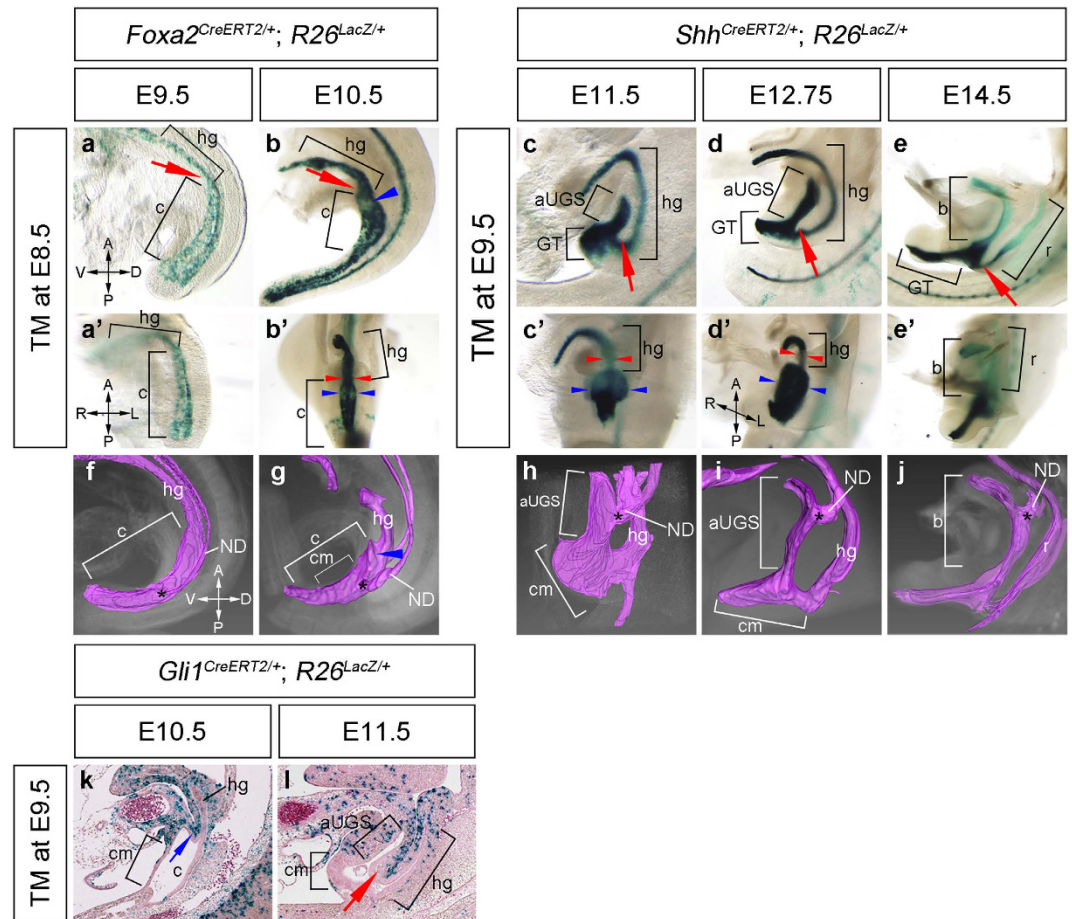 Foxa2CreERT2/+; R26LacZ/+
Shh CreERT2/+; R26LacZ/+
E9.5
E10.5
E11.5
E12.75
E14.5
TM at E8.5
TM at E9.5
a
hg
c
A
V
D
P
b
hg
c
c
aUGS
GT
hg
d
aUGS
GT
hg
e
b
GT
r
a'
hg
c
A
R
L
P
b'
hg
c
c'
hg
d'
hg
A
R
L
P
e'
b
r
f
c
hg
ND
*
A
V
D
P
g
c
cm
hg
*
ND
h
aUGS
*
ND
hg
cm
i
aUGS
ND
*
hg
cm
j
b
ND
*
r
Gli1CreERT2/+; R26LacZ/+
E10.5
E11.5
TM at E9.5
k
hg
cm
c
l
aUGS
cm
hg